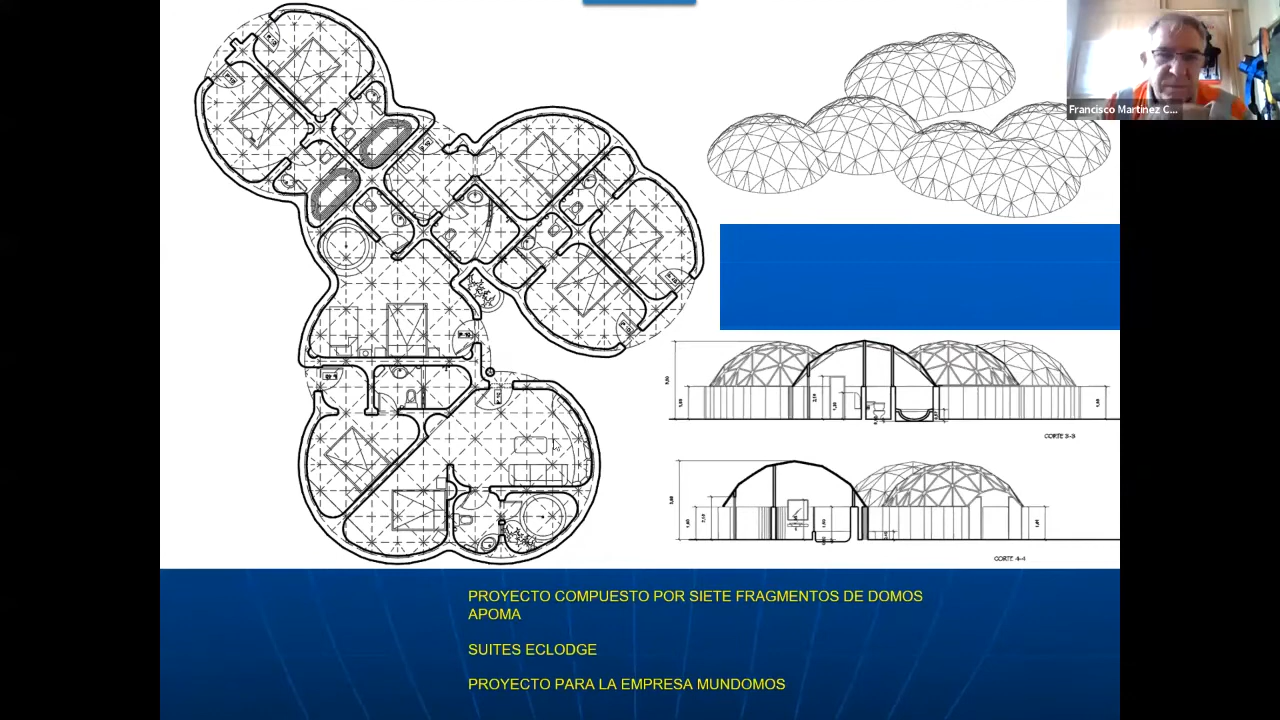 Francisco Martínez C...
CORTE 3-3
CORTE 4-4
PROYECTO COMPUESTO POR SIETE FRAGMENTOS DE DOMOS
APOMA
SUITES ECLODGE
PROYECTO PARA LA EMPRESA MUNDOMOS